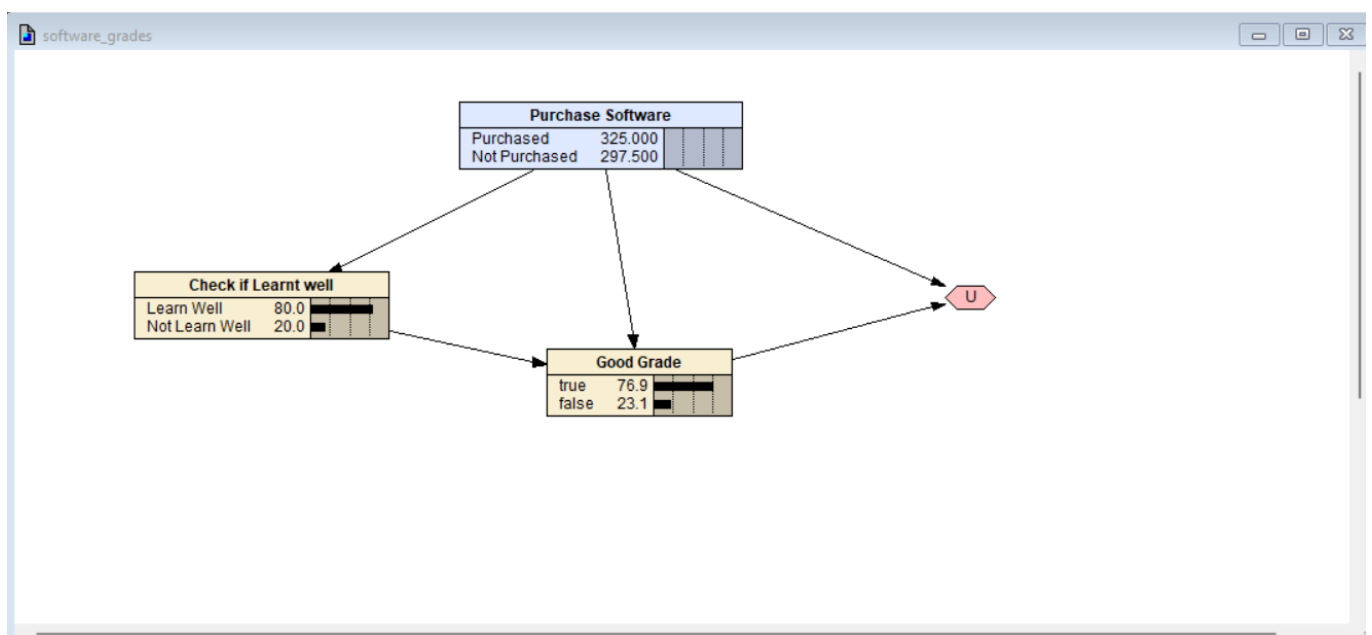 software_grades
Purchase Software
Purchased 325.000
Not Purchased 297.500
Check if Learnt well
Learn Well 80.0
Not Learn Well 20.0
U
Good Grade
true 76.9
false 23.1